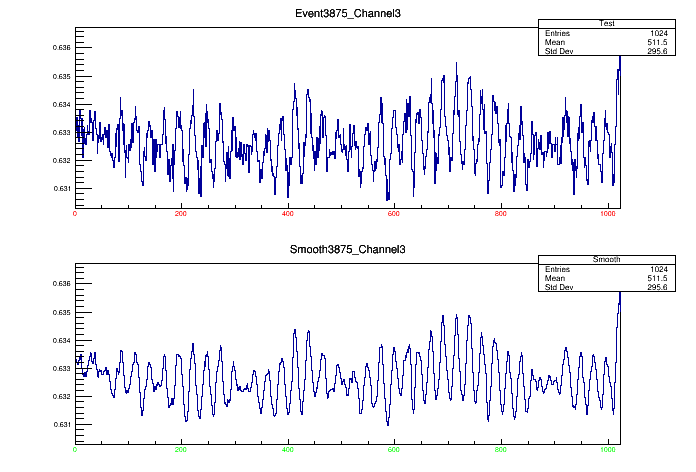 Event3875_Channel3
Test
Entries 1024
Mean 511.5
Std Dev 295.6
0.636
0.635
0.634
0.633
0.632
0.631
0 200 400 600 800 1000
Smooth3875_Channel3
Smooth
Entries 1024
Mean 511.5
Std Dev 295.6
0.636
0.635
0.634
0.633
0.632
0.631
0 200 400 600 800 1000